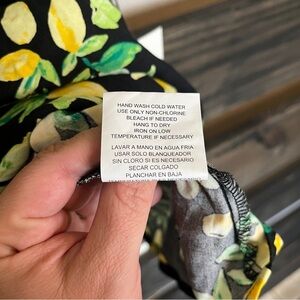 HAND WASH COLD WATER
USE ONLY NON-CHLORINE
BLEACH IF NEEDED
HANG TO DRY
IRON ON LOW
TEMPERATURE IF NECESSARY
LAVAR A MANO EN AGUA FRIA
USAR SOLO BLANQUEADOR
SIN CLORO SI ES NECESARIO
SECAR COLGADO
PLANCHAR EN BAJA